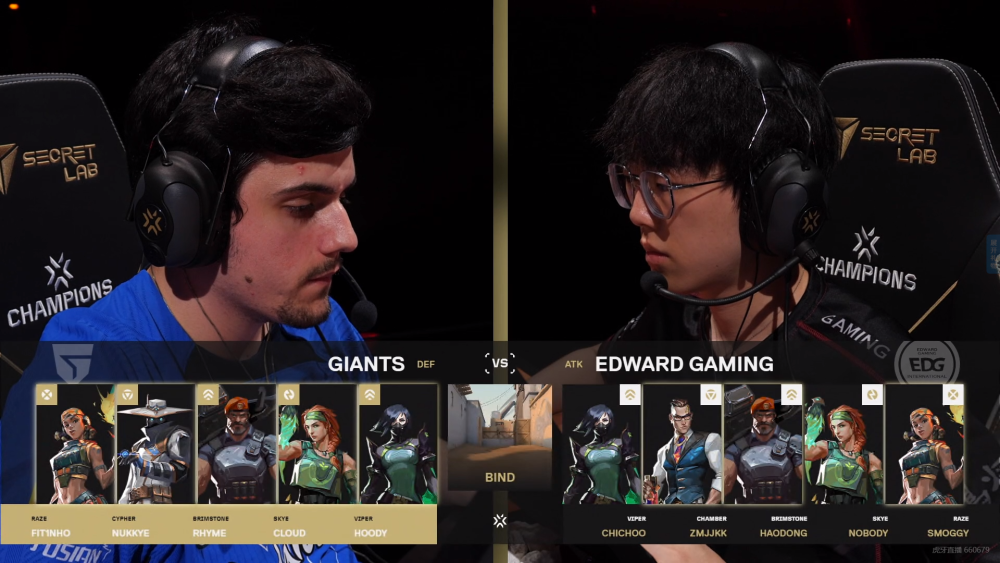 SECRET
LAB
CHAMPIONS
SECRET
LAB
CHAMPIONS
GAMING
GIANTS DEF
VS
ATK EDWARD GAMING
EDG
BIND
RAZE CYPHER BRIMSTONE SKYE VIPER
FIT1NHO NUKKYE RHYME CLOUD HOODY
VIPER CHAMBER BRIMSTONE SKYE RAZE
CHICHOO ZMJJKK HAODONG NOBODY SMOGGY
虎牙直播 660679